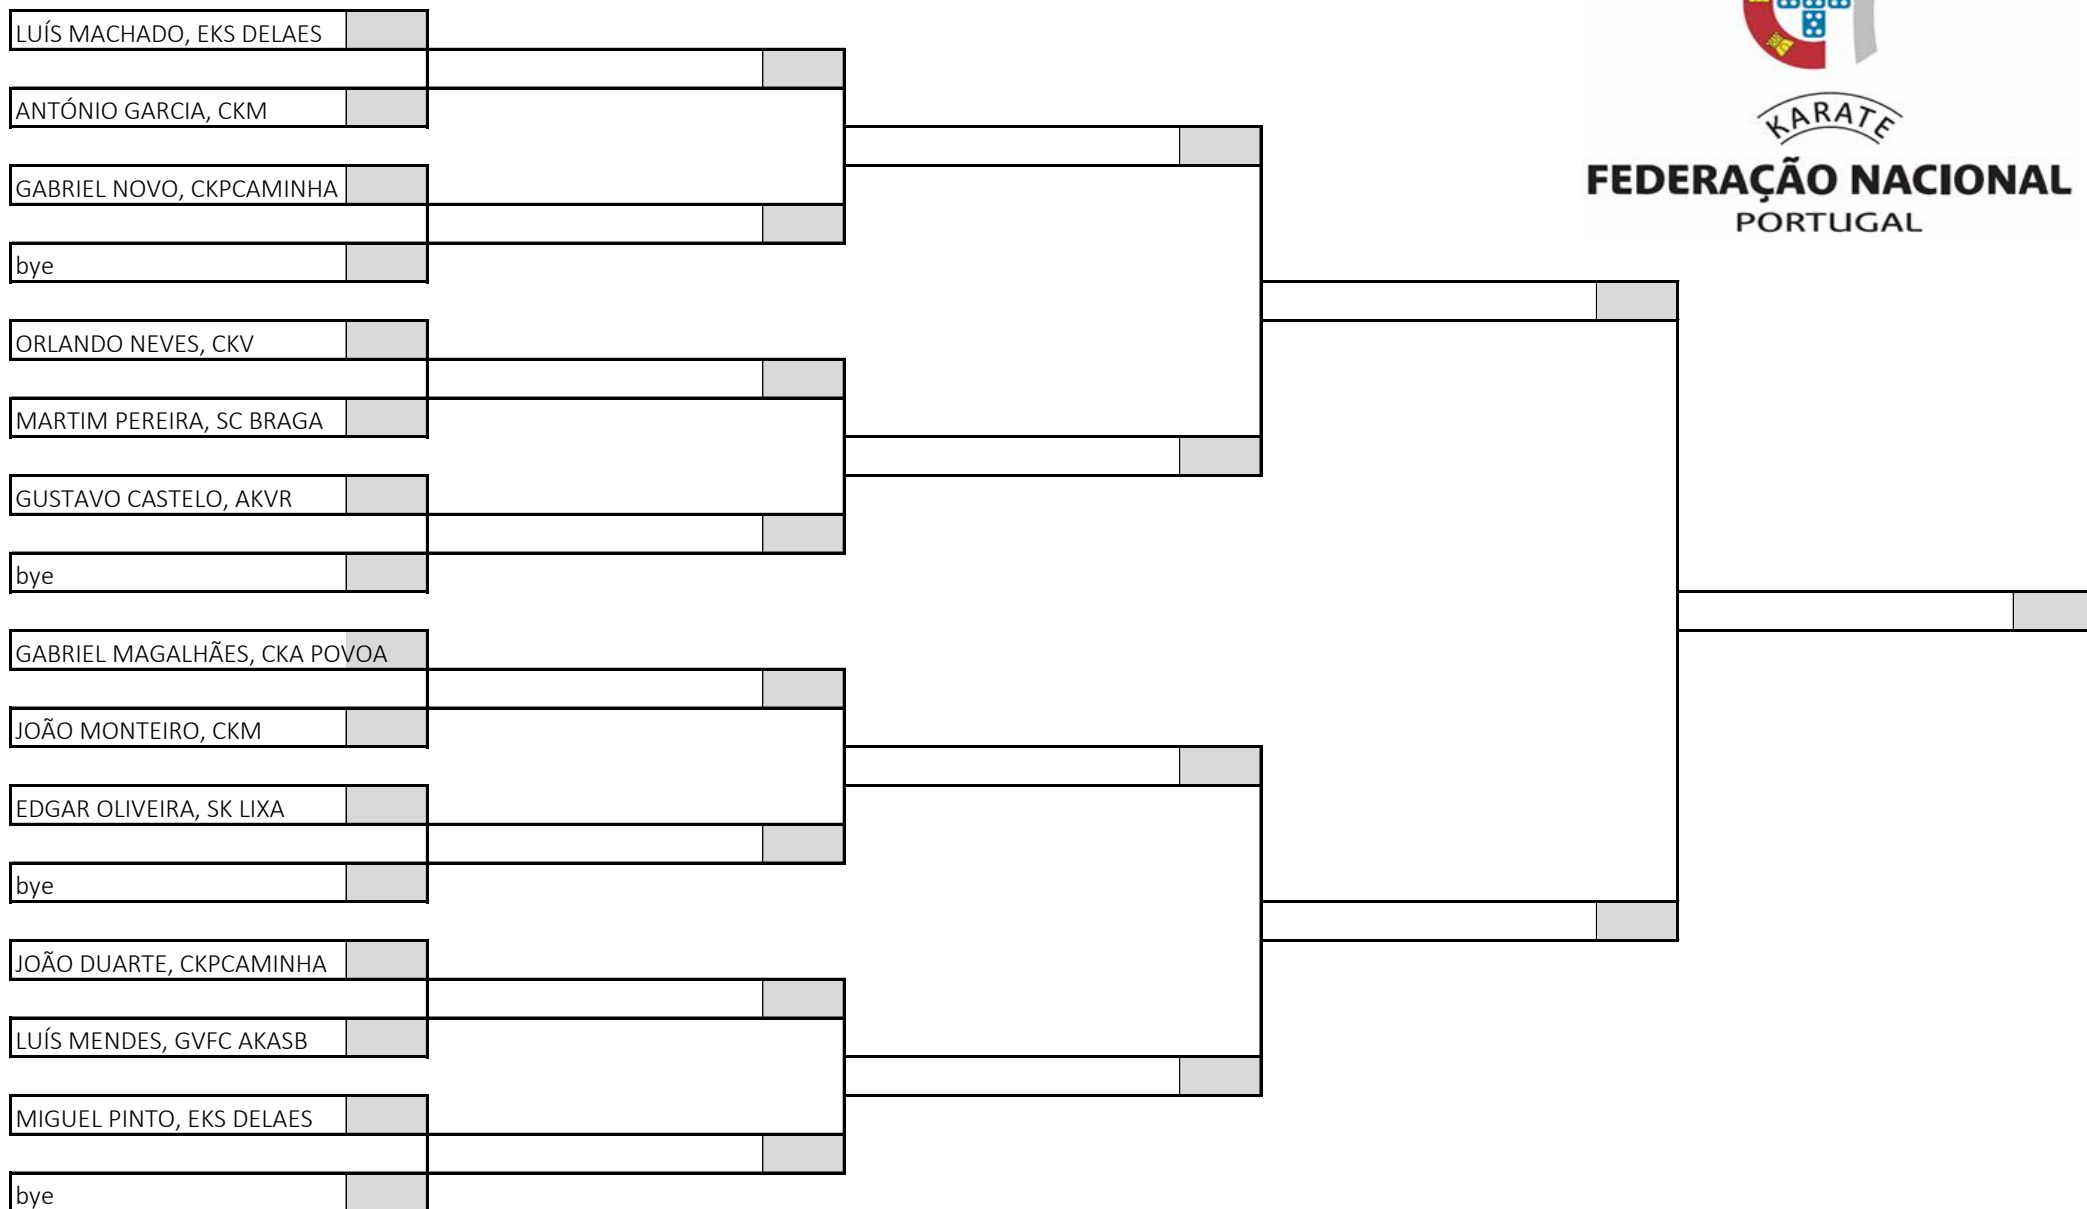 LUÍS MACHADO, EKS DELAES
ANTÓNIO GARCIA, CKM
GABRIEL NOVO, CKPCAMINHA
bye
ORLANDO NEVES, CKV
MARTIM PEREIRA, SC BRAGA
GUSTAVO CASTELO, AKVR
bye
GABRIEL MAGALHÃES, CKA POVOA
JOÃO MONTEIRO, CKM
EDGAR OLIVEIRA, SK LIXA
bye
JOÃO DUARTE, CKPCAMINHA
LUÍS MENDES, GVFC AKASB
MIGUEL PINTO, EKS DELAES
bye
KARATE
FEDERAÇÃO NACIONAL
PORTUGAL